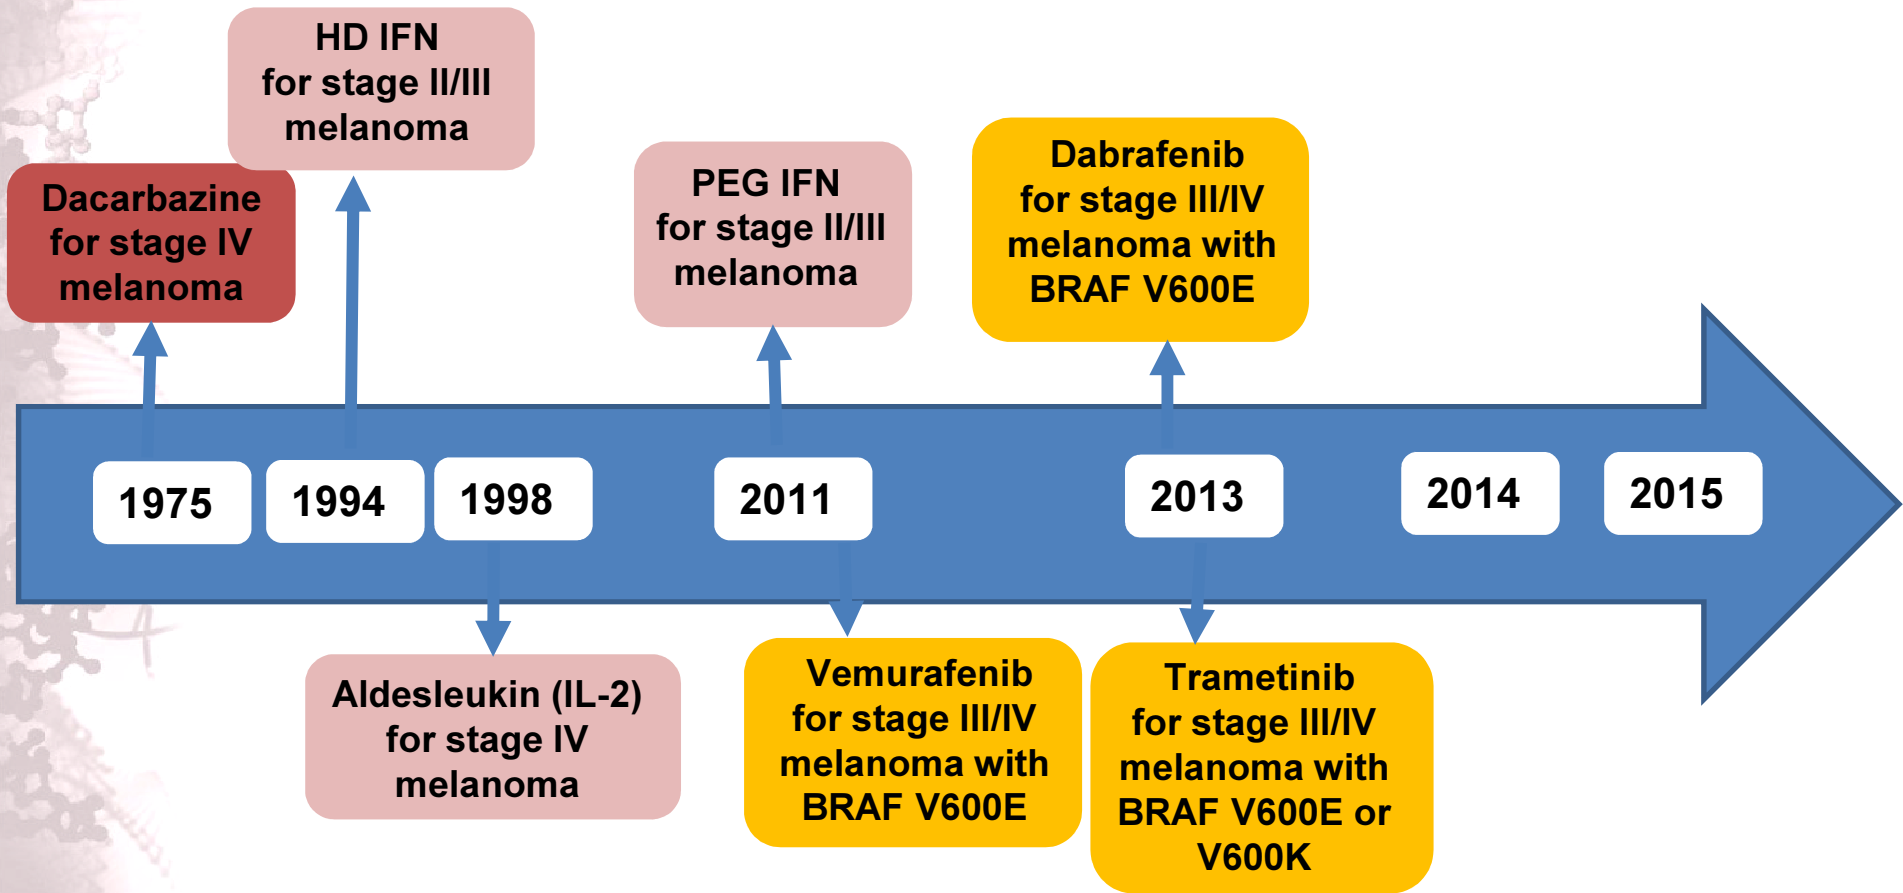 HD IFN
for stage II/III
melanoma
Dacarbazine
for stage IV
melanoma
PEG IFN
for stage II/III
melanoma
Dabrafenib
for stage III/IV
melanoma with
BRAF V600E
1975
1994
1998
2011
2013
2014
2015
Aldesleukin (IL-2)
for stage IV
melanoma
Vemurafenib
for stage III/IV
melanoma with
BRAF V600E
Trametinib
for stage III/IV
melanoma with
BRAF V600E or
V600K